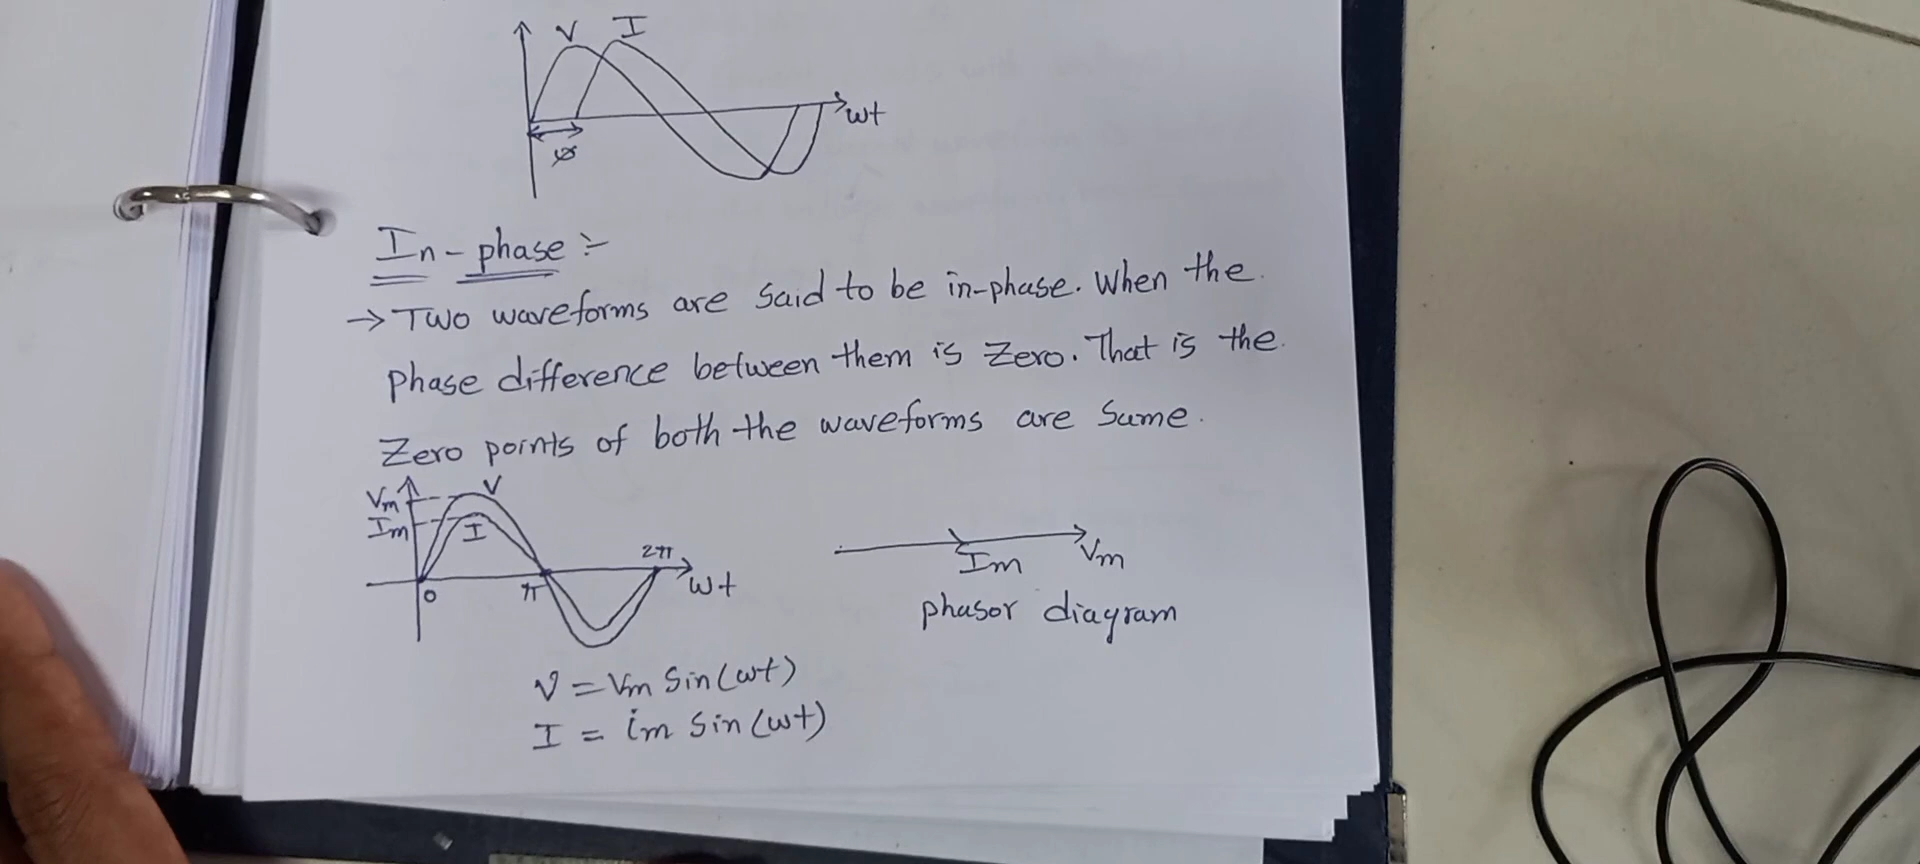 V I
ωt
φ
In-phase :-
→ Two waveforms are said to be in-phase. When the
phase difference between them is Zero. That is the
Zero points of both the waveforms are Same.
Vm V
Im I
2π
ωt
0 π
Im Vm
phasor diagram
V = Vm Sin(ωt)
I = im Sin(ωt)